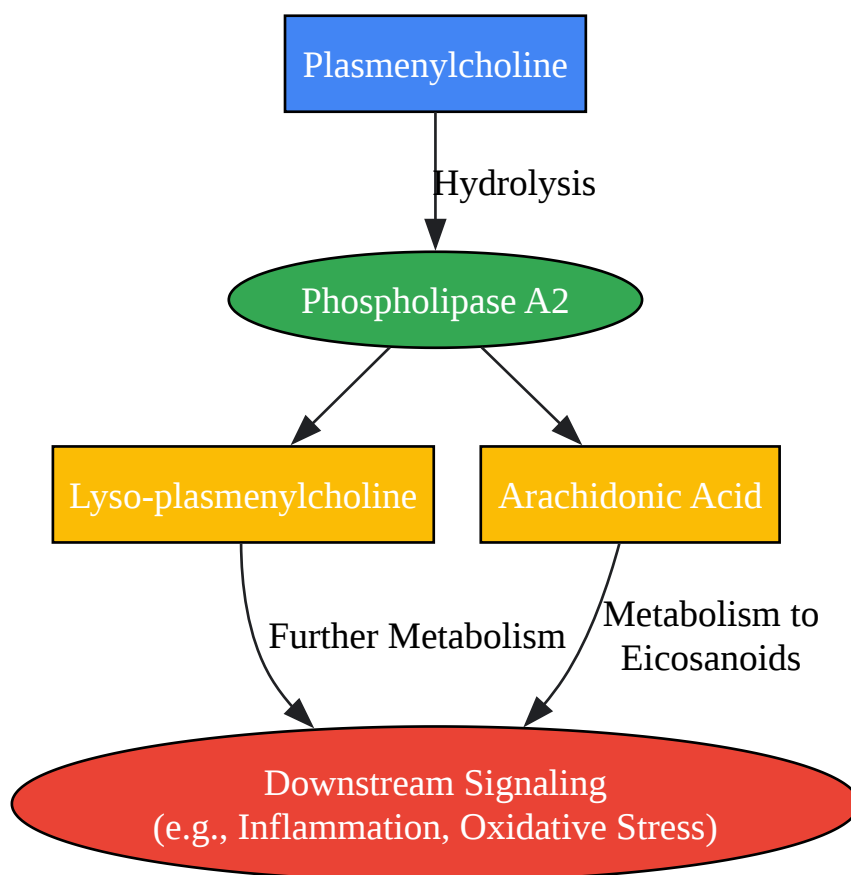 Plasmenylcholine
Hydrolysis
Phospholipase A2
Lyso-plasmenylcholine
Arachidonic Acid
Further Metabolism
Metabolism to
Eicosanoids
Downstream Signaling
(e.g., Inflammation, Oxidative Stress)